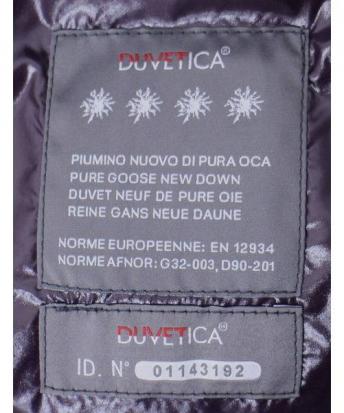 DUVETICA®
PIUMINO NUOVO DI PURA OCA
PURE GOOSE NEW DOWN
DUVET NEUF DE PURE OIE
REINE GANS NEUE DAUNE
NORME EUROPEENNE: EN 12934
NORME AFNOR: G32-003, D90-201
DUVETICA®
ID. N° 01143192